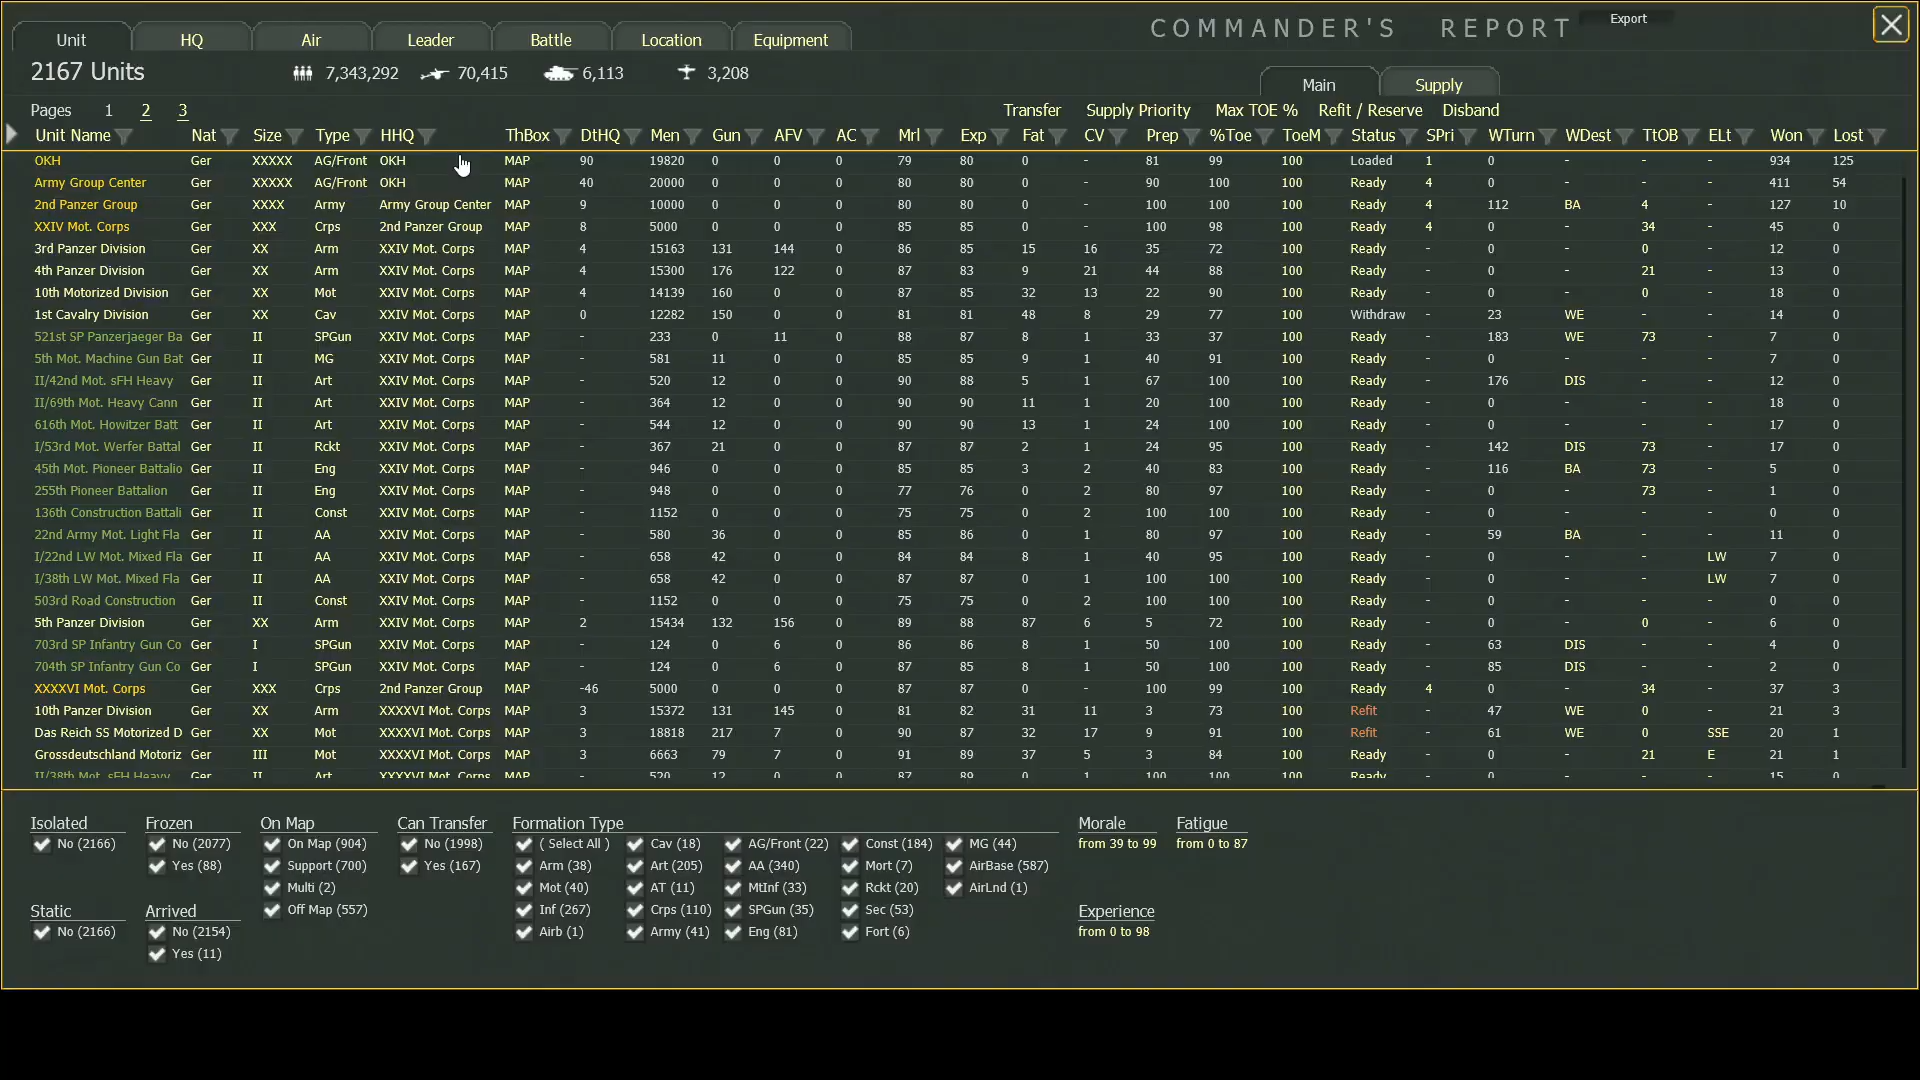 COMMANDER'S REPORT Export
Unit HQ Air Leader Battle Location Equipment
2167 Units 7,343,292 70,415 6,113 3,208
Main Supply
Pages 1 2 3 Transfer Supply Priority Max TOE % Refit / Reserve Disband
Unit Name Nat Size Type HHQ ThBox DtHQ Men Gun AFV AC Mrl Exp Fat CV Prep %Toe ToeM Status SPri WTurn WDest TtOB ELt Won Lost
OKH Ger XXXXX AG/Front OKH MAP 90 19820 0 0 0 79 80 0 - 81 99 100 Loaded 1 0 - - - 934 125
Army Group Center Ger XXXXX AG/Front OKH MAP 40 20000 0 0 0 80 80 0 - 90 100 100 Ready 4 0 - - - 411 54
2nd Panzer Group Ger XXXX Army Army Group Center MAP 9 10000 0 0 0 80 80 0 - 100 100 100 Ready 4 112 BA 4 - 127 10
XXIV Mot. Corps Ger XXX Crps 2nd Panzer Group MAP 8 5000 0 0 0 85 85 0 - 100 98 100 Ready 4 0 - 34 - 45 0
3rd Panzer Division Ger XX Arm XXIV Mot. Corps MAP 4 15163 131 144 0 86 85 15 16 35 72 100 Ready - 0 - 0 - 12 0
4th Panzer Division Ger XX Arm XXIV Mot. Corps MAP 4 15300 176 122 0 87 83 9 21 44 88 100 Ready - 0 - 21 - 13 0
10th Motorized Division Ger XX Mot XXIV Mot. Corps MAP 4 14139 160 0 0 87 85 32 13 22 90 100 Ready - 0 - 0 - 18 0
1st Cavalry Division Ger XX Cav XXIV Mot. Corps MAP 0 12282 150 0 0 81 81 48 8 29 77 100 Withdraw - 23 WE - - 14 0
521st SP Panzerjaeger Ba Ger II SPGun XXIV Mot. Corps MAP - 233 0 11 0 88 87 8 1 33 37 100 Ready - 183 WE 73 - 7 0
5th Mot. Machine Gun Bat Ger II MG XXIV Mot. Corps MAP - 581 11 0 0 85 85 9 1 40 91 100 Ready - 0 - - - 7 0
II/42nd Mot. sFH Heavy Ger II Art XXIV Mot. Corps MAP - 520 12 0 0 90 88 5 1 67 100 100 Ready - 176 DIS - - 12 0
II/69th Mot. Heavy Cann Ger II Art XXIV Mot. Corps MAP - 364 12 0 0 90 90 11 1 20 100 100 Ready - 0 - - - 18 0
616th Mot. Howitzer Batt Ger II Art XXIV Mot. Corps MAP - 544 12 0 0 90 90 13 1 24 100 100 Ready - 0 - - - 17 0
I/53rd Mot. Werfer Battal Ger II Rckt XXIV Mot. Corps MAP - 367 21 0 0 87 87 2 1 24 95 100 Ready - 142 DIS 73 - 17 0
45th Mot. Pioneer Battalio Ger II Eng XXIV Mot. Corps MAP - 946 0 0 0 85 85 3 2 40 83 100 Ready - 116 BA 73 - 5 0
255th Pioneer Battalion Ger II Eng XXIV Mot. Corps MAP - 948 0 0 0 77 76 0 2 80 97 100 Ready - 0 - 73 - 1 0
136th Construction Battali Ger II Const XXIV Mot. Corps MAP - 1152 0 0 0 75 75 0 2 100 100 100 Ready - 0 - - - 0 0
22nd Army Mot. Light Fla Ger II AA XXIV Mot. Corps MAP - 580 36 0 0 85 86 0 1 80 97 100 Ready - 59 BA - - 11 0
I/22nd LW Mot. Mixed Fla Ger II AA XXIV Mot. Corps MAP - 658 42 0 0 84 84 8 1 40 95 100 Ready - 0 - - LW 7 0
I/38th LW Mot. Mixed Fla Ger II AA XXIV Mot. Corps MAP - 658 42 0 0 87 87 0 1 100 100 100 Ready - 0 - - LW 7 0
503rd Road Construction Ger II Const XXIV Mot. Corps MAP - 1152 0 0 0 75 75 0 2 100 100 100 Ready - 0 - - - 0 0
5th Panzer Division Ger XX Arm XXIV Mot. Corps MAP 2 15434 132 156 0 89 88 87 6 5 72 100 Ready - 0 - 0 - 6 0
703rd SP Infantry Gun Co Ger I SPGun XXIV Mot. Corps MAP - 124 0 6 0 86 86 8 1 50 100 100 Ready - 63 DIS - - 4 0
704th SP Infantry Gun Co Ger I SPGun XXIV Mot. Corps MAP - 124 0 6 0 87 85 8 1 50 100 100 Ready - 85 DIS - - 2 0
XXXXVI Mot. Corps Ger XXX Crps 2nd Panzer Group MAP -46 5000 0 0 0 87 87 0 - 100 99 100 Ready 4 0 - 34 - 37 3
10th Panzer Division Ger XX Arm XXXXVI Mot. Corps MAP 3 15372 131 145 0 81 82 31 11 3 73 100 Refit - 47 WE 0 - 21 3
Das Reich SS Motorized D Ger XX Mot XXXXVI Mot. Corps MAP 3 18818 217 7 0 90 87 32 17 9 91 100 Refit - 61 WE 0 SSE 20 1
Grossdeutschland Motoriz Ger III Mot XXXXVI Mot. Corps MAP 3 6663 79 7 0 91 89 37 5 3 84 100 Ready - 0 - 21 E 21 1
II/38th Mot. sFH Heavy Ger II Art XXXXVI Mot. Corps MAP - 520 12 0 0 87 89 0 1 100 100 100 Ready - 0 - - - 15 0
Isolated Frozen On Map Can Transfer Formation Type Morale Fatigue
No (2166) No (2077) On Map (904) No (1998) ( Select All ) Cav (18) AG/Front (22) Const (184) MG (44) from 39 to 99 from 0 to 87
Yes (88) Support (700) Yes (167) Arm (38) Art (205) AA (340) Mort (7) AirBase (587)
Multi (2) Mot (40) AT (11) MtInf (33) Rckt (20) AirLnd (1)
Static Arrived Off Map (557) Inf (267) Crps (110) SPGun (35) Sec (53) Experience
No (2166) No (2154) Airb (1) Army (41) Eng (81) Fort (6) from 0 to 98
Yes (11)